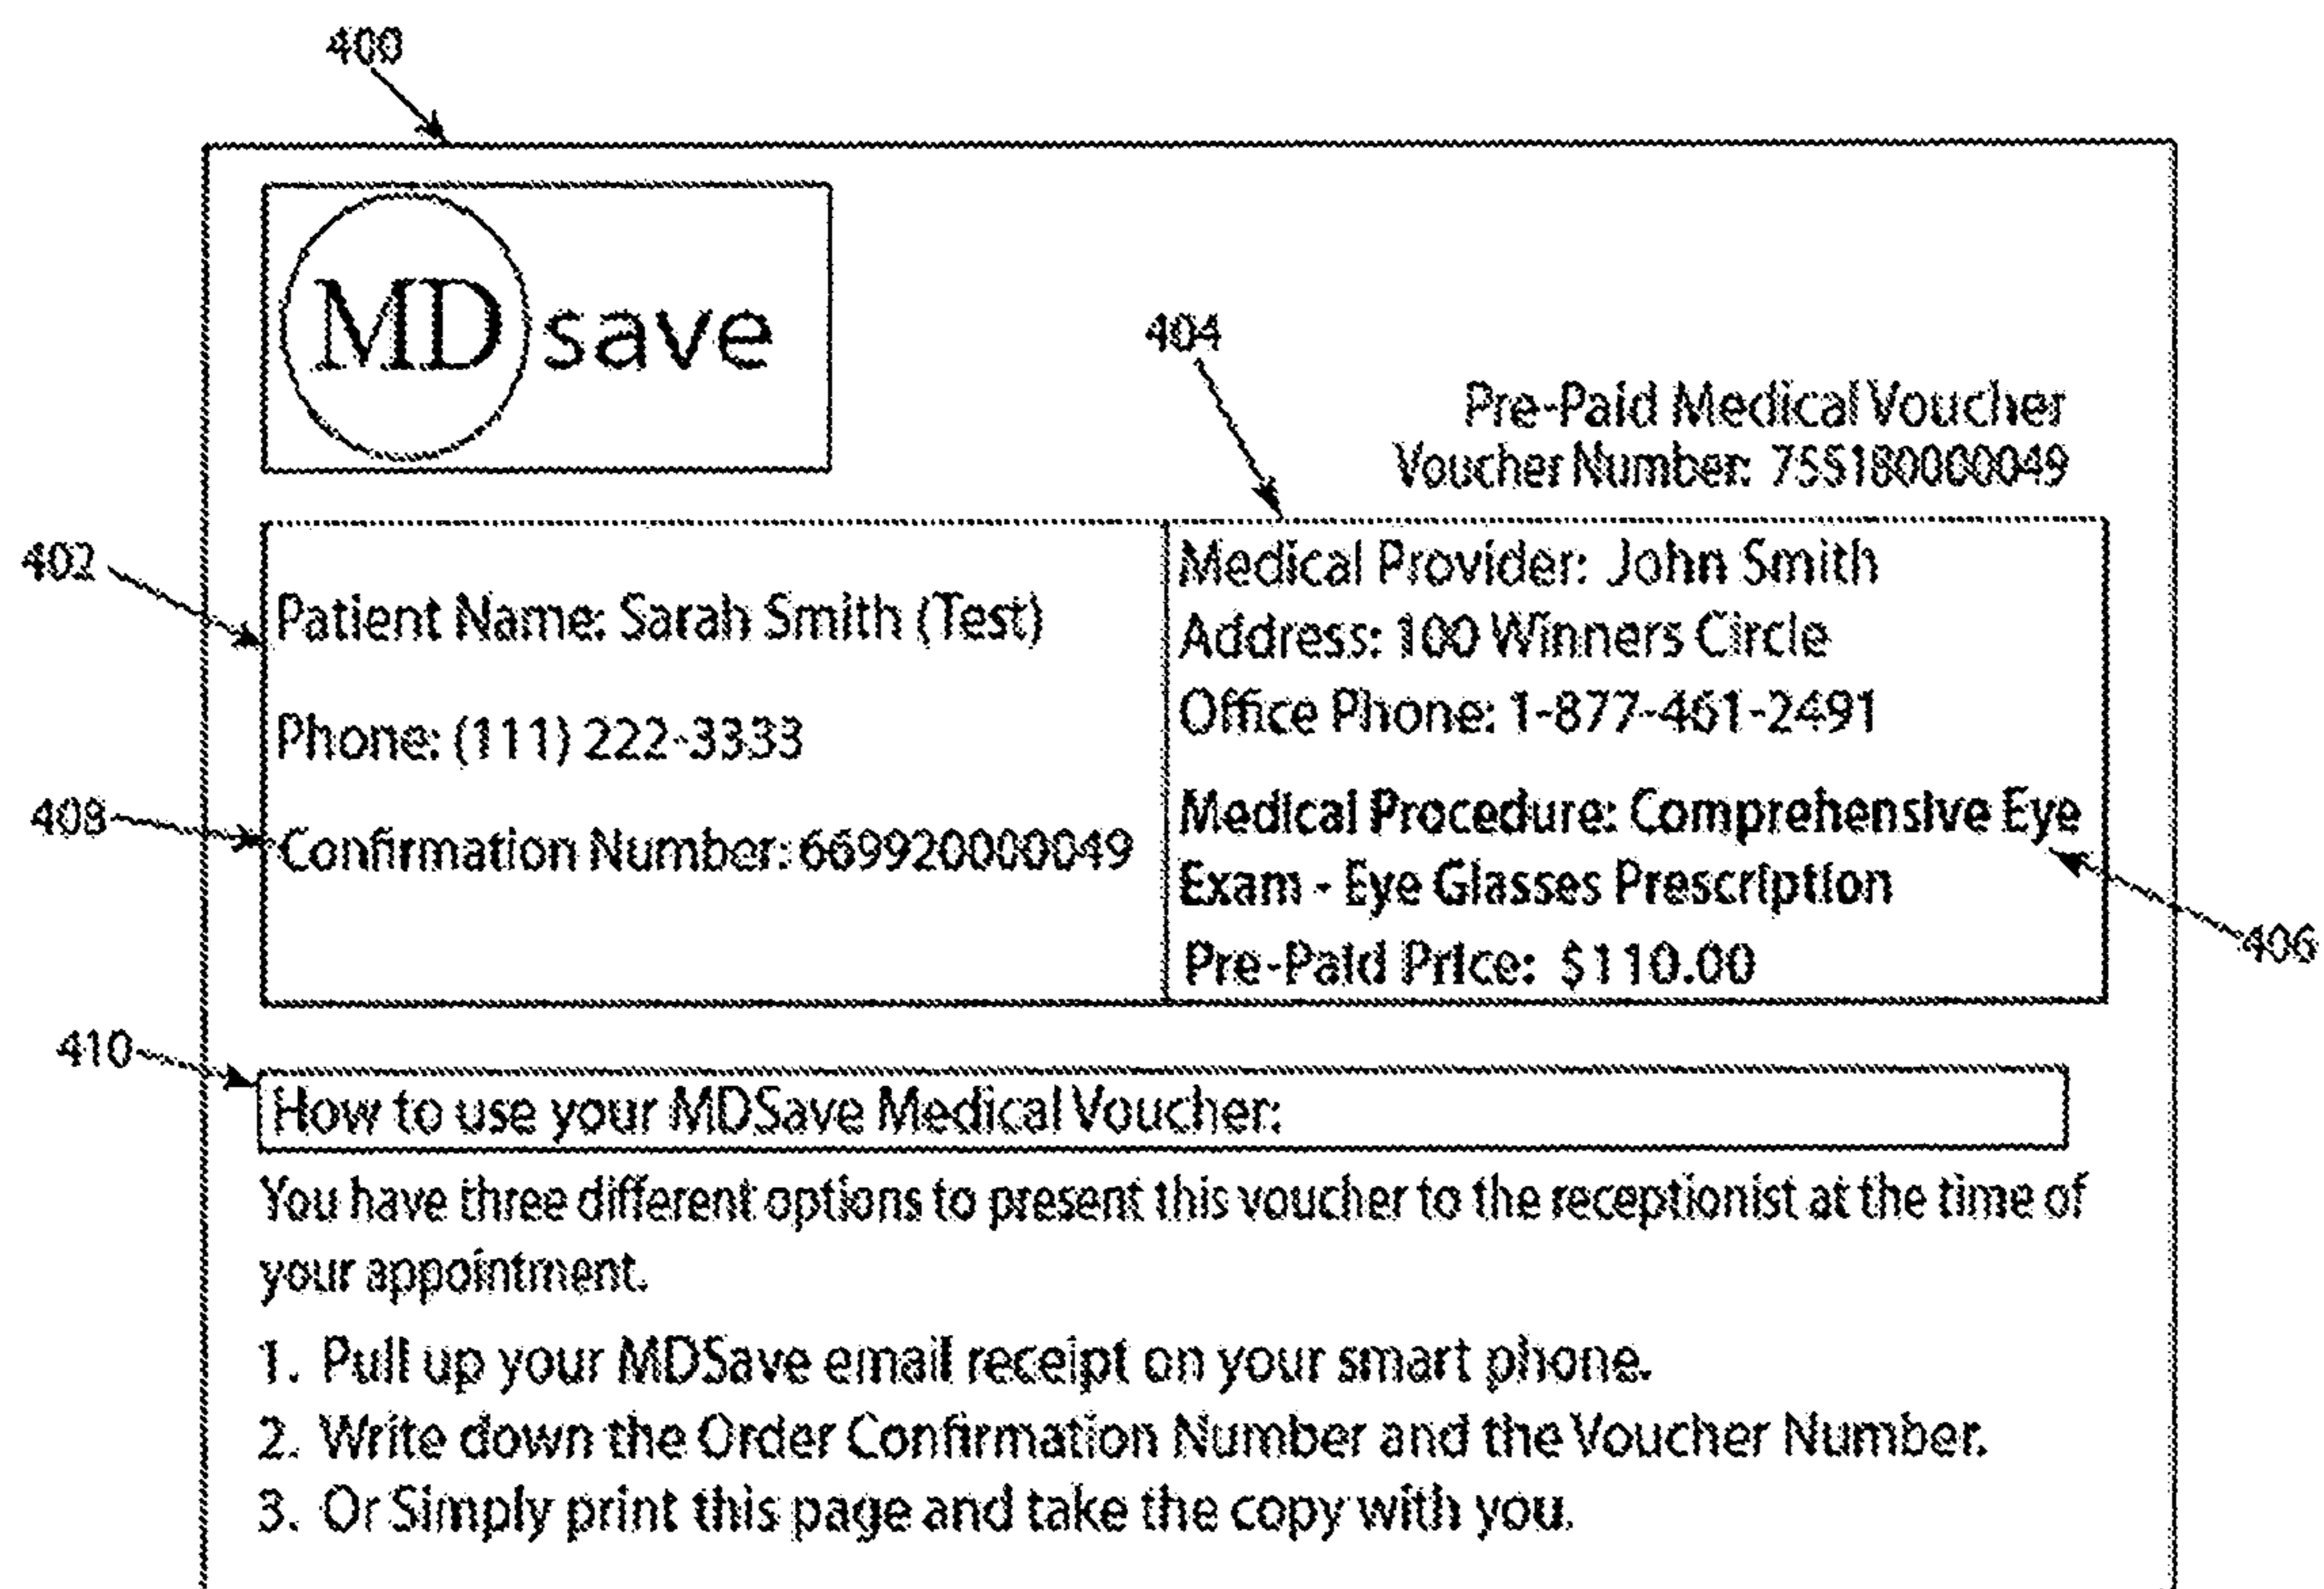 400
MD save
404
Pre-Paid Medical Voucher
Voucher Number: 755180000049
402
Patient Name: Sarah Smith (Test)
Phone: (111) 222-3333
408
Confirmation Number: 669920000049
Medical Provider: John Smith
Address: 100 Winners Circle
Office Phone: 1-877-461-2491
Medical Procedure: Comprehensive Eye
Exam - Eye Glasses Prescription
Pre-Paid Price: $110.00
406
410
How to use your MDSave Medical Voucher:
You have three different options to present this voucher to the receptionist at the time of
your appointment.
1. Pull up your MDSave email receipt on your smart phone.
2. Write down the Order Confirmation Number and the Voucher Number.
3. Or Simply print this page and take the copy with you.